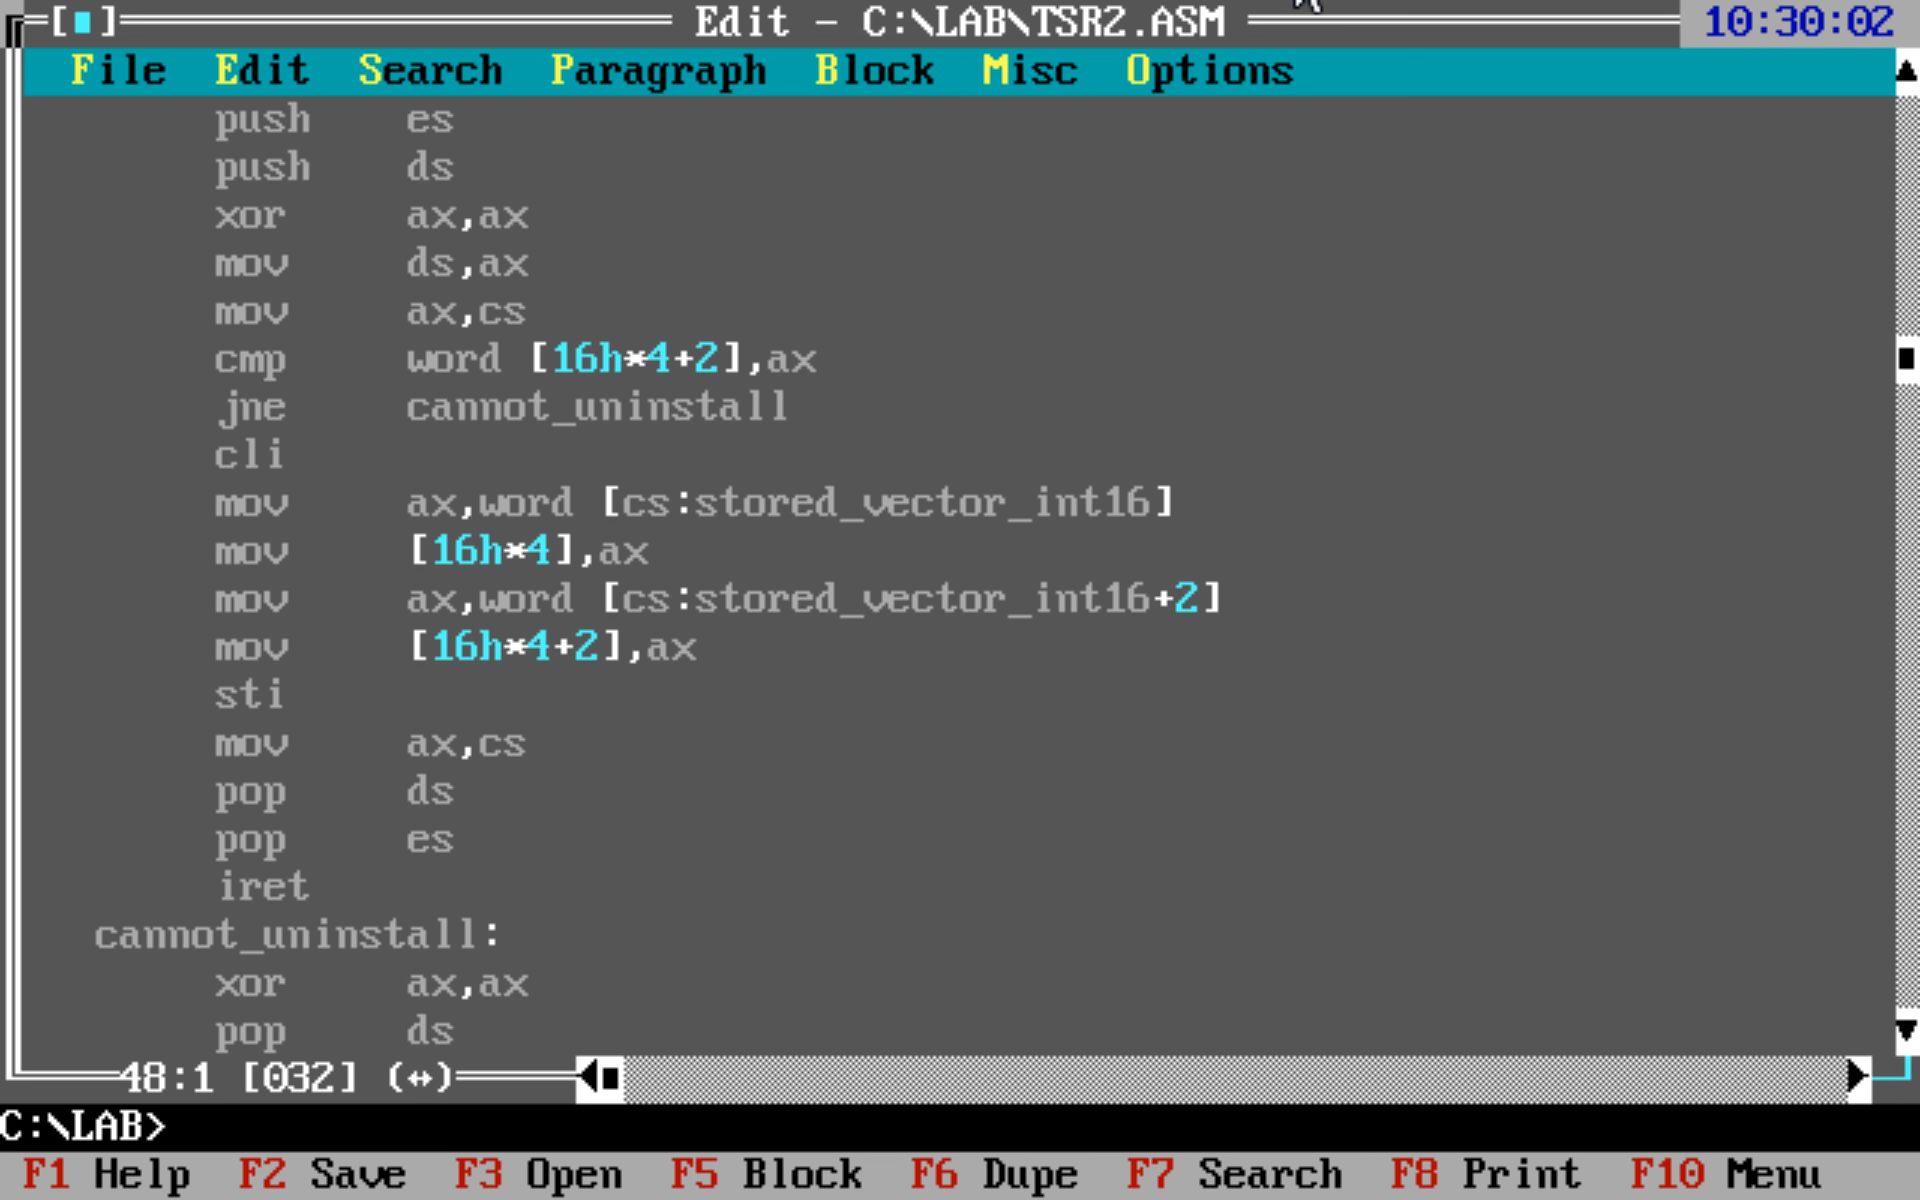 [■] Edit - C:\LAB\TSR2.ASM 10:30:02
File Edit Search Paragraph Block Misc Options
push es
push ds
xor ax,ax
mov ds,ax
mov ax,cs
cmp word [16h*4+2],ax
jne cannot_uninstall
cli
mov ax,word [cs:stored_vector_int16]
mov [16h*4],ax
mov ax,word [cs:stored_vector_int16+2]
mov [16h*4+2],ax
sti
mov ax,cs
pop ds
pop es
iret
cannot_uninstall:
xor ax,ax
pop ds
48:1 [032] (↔)
C:\LAB>
F1 Help F2 Save F3 Open F5 Block F6 Dupe F7 Search F8 Print F10 Menu